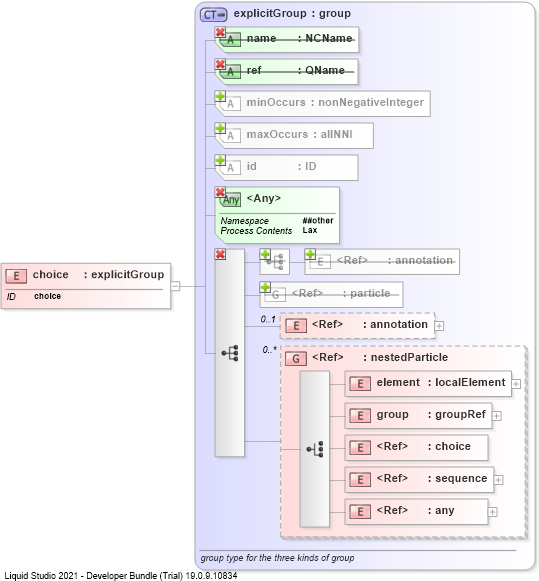 CT explicitGroup : group
A name : NCName
A ref : QName
A minOccurs : nonNegativeInteger
A maxOccurs : allNNI
A id : ID
Any <Any>
Namespace ##other
Process Contents Lax
E choice : explicitGroup
ID choice
E <Ref> : annotation
G <Ref> : particle
0..1
E <Ref> : annotation
0..*
G <Ref> : nestedParticle
E element : localElement
E group : groupRef
E <Ref> : choice
E <Ref> : sequence
E <Ref> : any
group type for the three kinds of group
Liquid Studio 2021 - Developer Bundle (Trial) 19.0.9.10834